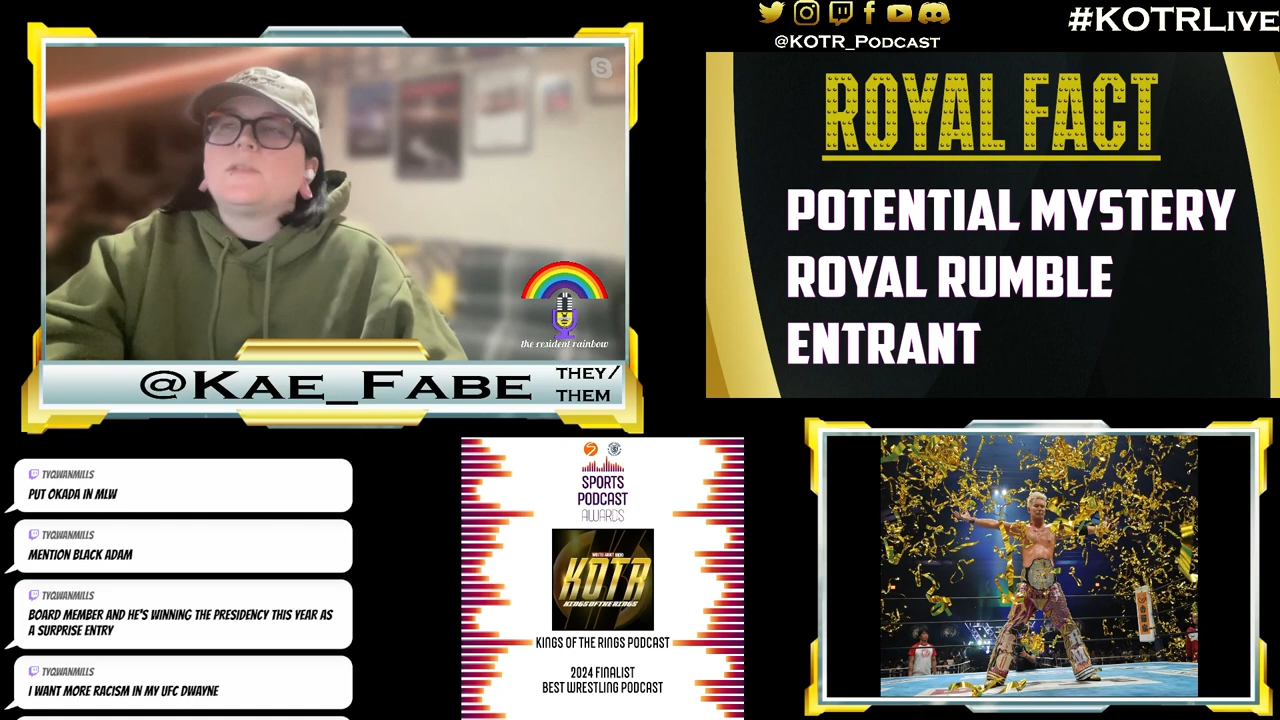 @KOTR_PODCAST
#KOTRLIVE
ROYAL FACT
POTENTIAL MYSTERY
ROYAL RUMBLE
ENTRANT
the resident rainbow
@KAE_FABE
THEY/
THEM
TYQWANMILLS
PUT OKADA IN MLW
TYQWANMILLS
MENTION BLACK ADAM
TYQWANMILLS
BOARD MEMBER AND HE'S WINNING THE PRESIDENCY THIS YEAR AS
A SURPRISE ENTRY
TYQWANMILLS
I WANT MORE RACISM IN MY UFC DWAYNE
SPORTS
PODCAST
AWARDS
KOTR
KINGS OF THE RINGS
KINGS OF THE RINGS PODCAST
2024 FINALIST
BEST WRESTLING PODCAST